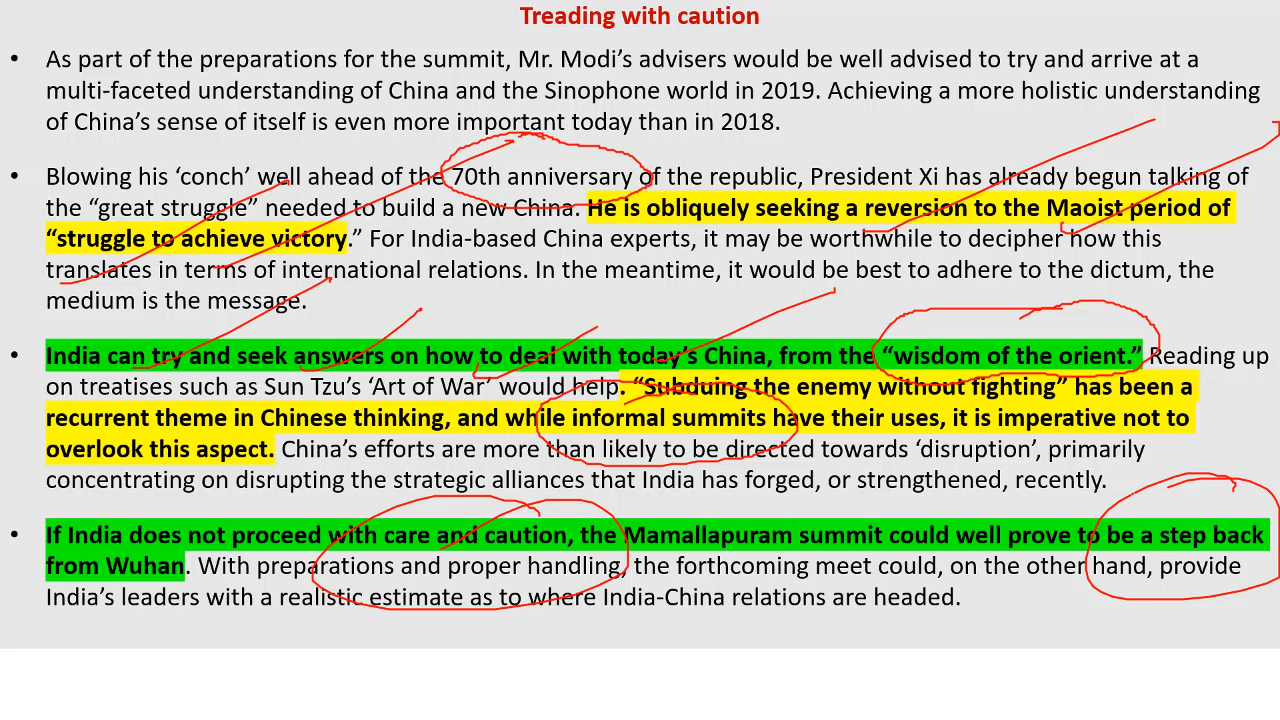 Treading with caution
• As part of the preparations for the summit, Mr. Modi’s advisers would be well advised to try and arrive at a
multi-faceted understanding of China and the Sinophone world in 2019. Achieving a more holistic understanding
of China’s sense of itself is even more important today than in 2018.
• Blowing his ‘conch’ well ahead of the 70th anniversary of the republic, President Xi has already begun talking of
the “great struggle” needed to build a new China. He is obliquely seeking a reversion to the Maoist period of
“struggle to achieve victory.” For India-based China experts, it may be worthwhile to decipher how this
translates in terms of international relations. In the meantime, it would be best to adhere to the dictum, the
medium is the message.
• India can try and seek answers on how to deal with today’s China, from the “wisdom of the orient.” Reading up
on treatises such as Sun Tzu’s ‘Art of War’ would help. “Subduing the enemy without fighting” has been a
recurrent theme in Chinese thinking, and while informal summits have their uses, it is imperative not to
overlook this aspect. China’s efforts are more than likely to be directed towards ‘disruption’, primarily
concentrating on disrupting the strategic alliances that India has forged, or strengthened, recently.
• If India does not proceed with care and caution, the Mamallapuram summit could well prove to be a step back
from Wuhan. With preparations and proper handling, the forthcoming meet could, on the other hand, provide
India’s leaders with a realistic estimate as to where India-China relations are headed.